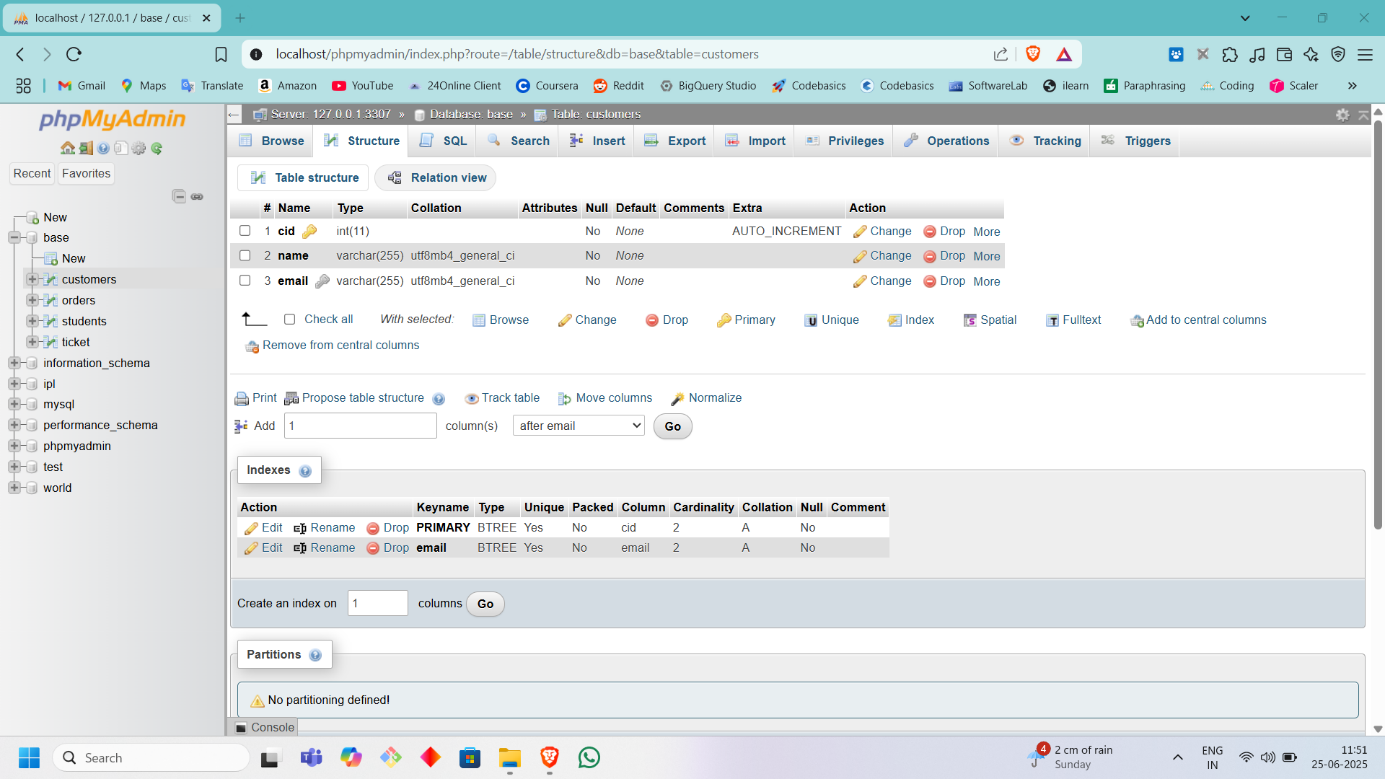 localhost / 127.0.0.1 / base / cust
localhost/phpmyadmin/index.php?route=/table/structure&db=base&table=customers
Gmail Maps Translate Amazon YouTube 24Online Client Coursera Reddit BigQuery Studio Codebasics Codebasics SoftwareLab ilearn Paraphrasing Coding Scaler »
phpMyAdmin
Recent Favorites
New
base
New
customers
orders
students
ticket
information_schema
ipl
mysql
performance_schema
phpmyadmin
test
world
Server: 127.0.0.1:3307 » Database: base » Table: customers
Browse Structure SQL Search Insert Export Import Privileges Operations Tracking Triggers
Table structure Relation view
# Name Type Collation Attributes Null Default Comments Extra Action
1 cid int(11) No None AUTO_INCREMENT Change Drop More
2 name varchar(255) utf8mb4_general_ci No None Change Drop More
3 email varchar(255) utf8mb4_general_ci No None Change Drop More
Check all With selected: Browse Change Drop Primary Unique Index Spatial Fulltext Add to central columns
Remove from central columns
Print Propose table structure Track table Move columns Normalize
Add 1 column(s) after email Go
Indexes
Action Keyname Type Unique Packed Column Cardinality Collation Null Comment
Edit Rename Drop PRIMARY BTREE Yes No cid 2 A No
Edit Rename Drop email BTREE Yes No email 2 A No
Create an index on 1 columns Go
Partitions
No partitioning defined!
Console
Search
4
2 cm of rain
Sunday
ENG
IN
11:51
25-06-2025